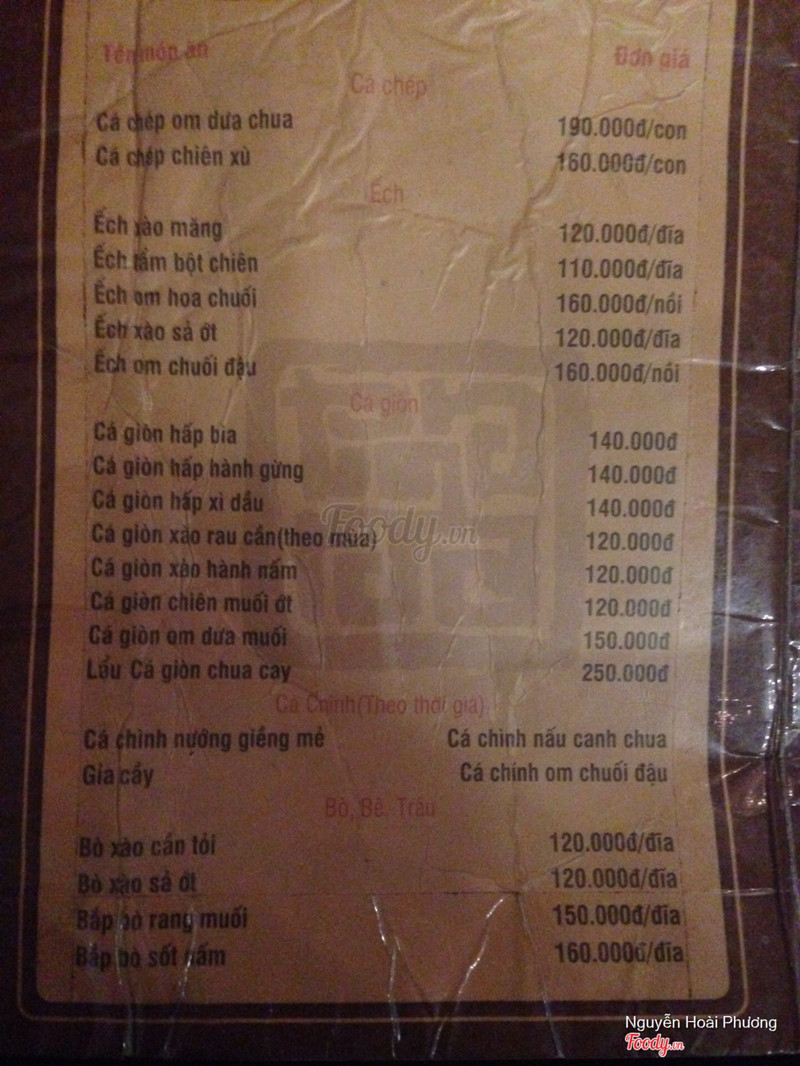 Tên món ăn Đơn giá
Cá chép
Cá chép om dưa chua 190.000đ/con
Cá chép chiên xù 160.000đ/con
Ếch
Ếch xào măng 120.000đ/đĩa
Ếch tẩm bột chiên 110.000đ/đĩa
Ếch om hoa chuối 160.000đ/nồi
Ếch xào sả ớt 120.000đ/đĩa
Ếch om chuối đậu 160.000đ/nồi
Cá giòn
Cá giòn hấp bia 140.000đ
Cá giòn hấp hành gừng 140.000đ
Cá giòn hấp xì dầu 140.000đ
Cá giòn xào rau cần(theo mùa) 120.000đ
Cá giòn xào hành nấm 120.000đ
Cá giòn chiên muối ớt 120.000đ
Cá giòn om dưa muối 150.000đ
Lẩu Cá giòn chua cay 250.000đ
Cá Chình(Theo thời giá)
Cá chình nướng giềng mẻ Cá chình nấu canh chua
Giả cầy Cá chình om chuối đậu
Bò, Bê, Trâu
Bò xào cần tỏi 120.000đ/đĩa
Bò xào sả ớt 120.000đ/đĩa
Bắp bò rang muối 150.000đ/đĩa
Bắp bò sốt nấm 160.000đ/đĩa
Foody.vn
Nguyễn Hoài Phương
Foody.vn